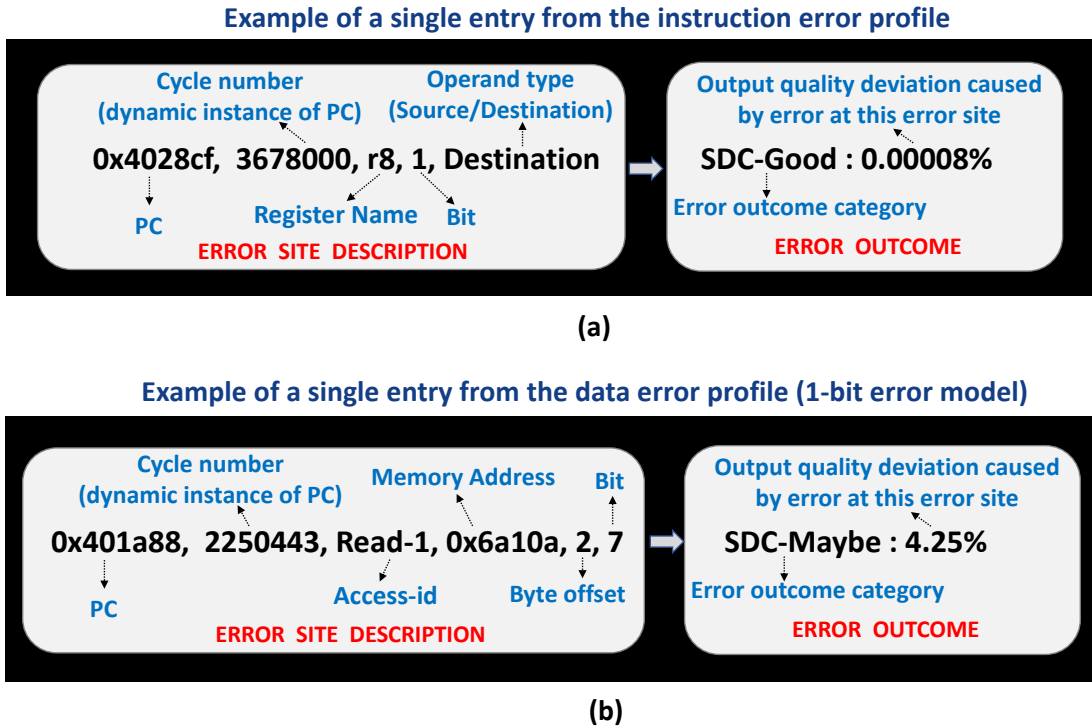 Example of a single entry from the instruction error profile
Cycle number
(dynamic instance of PC)
Operand type
(Source/Destination)
0x4028cf, 3678000, r8, 1, Destination
PC
Register Name
Bit
ERROR SITE DESCRIPTION
Output quality deviation caused
by error at this error site
SDC-Good : 0.00008%
Error outcome category
ERROR OUTCOME
(a)
Example of a single entry from the data error profile (1-bit error model)
Cycle number
(dynamic instance of PC)
Memory Address
Bit
0x401a88, 2250443, Read-1, 0x6a10a, 2, 7
PC
Access-id
Byte offset
ERROR SITE DESCRIPTION
Output quality deviation caused
by error at this error site
SDC-Maybe : 4.25%
Error outcome category
ERROR OUTCOME
(b)